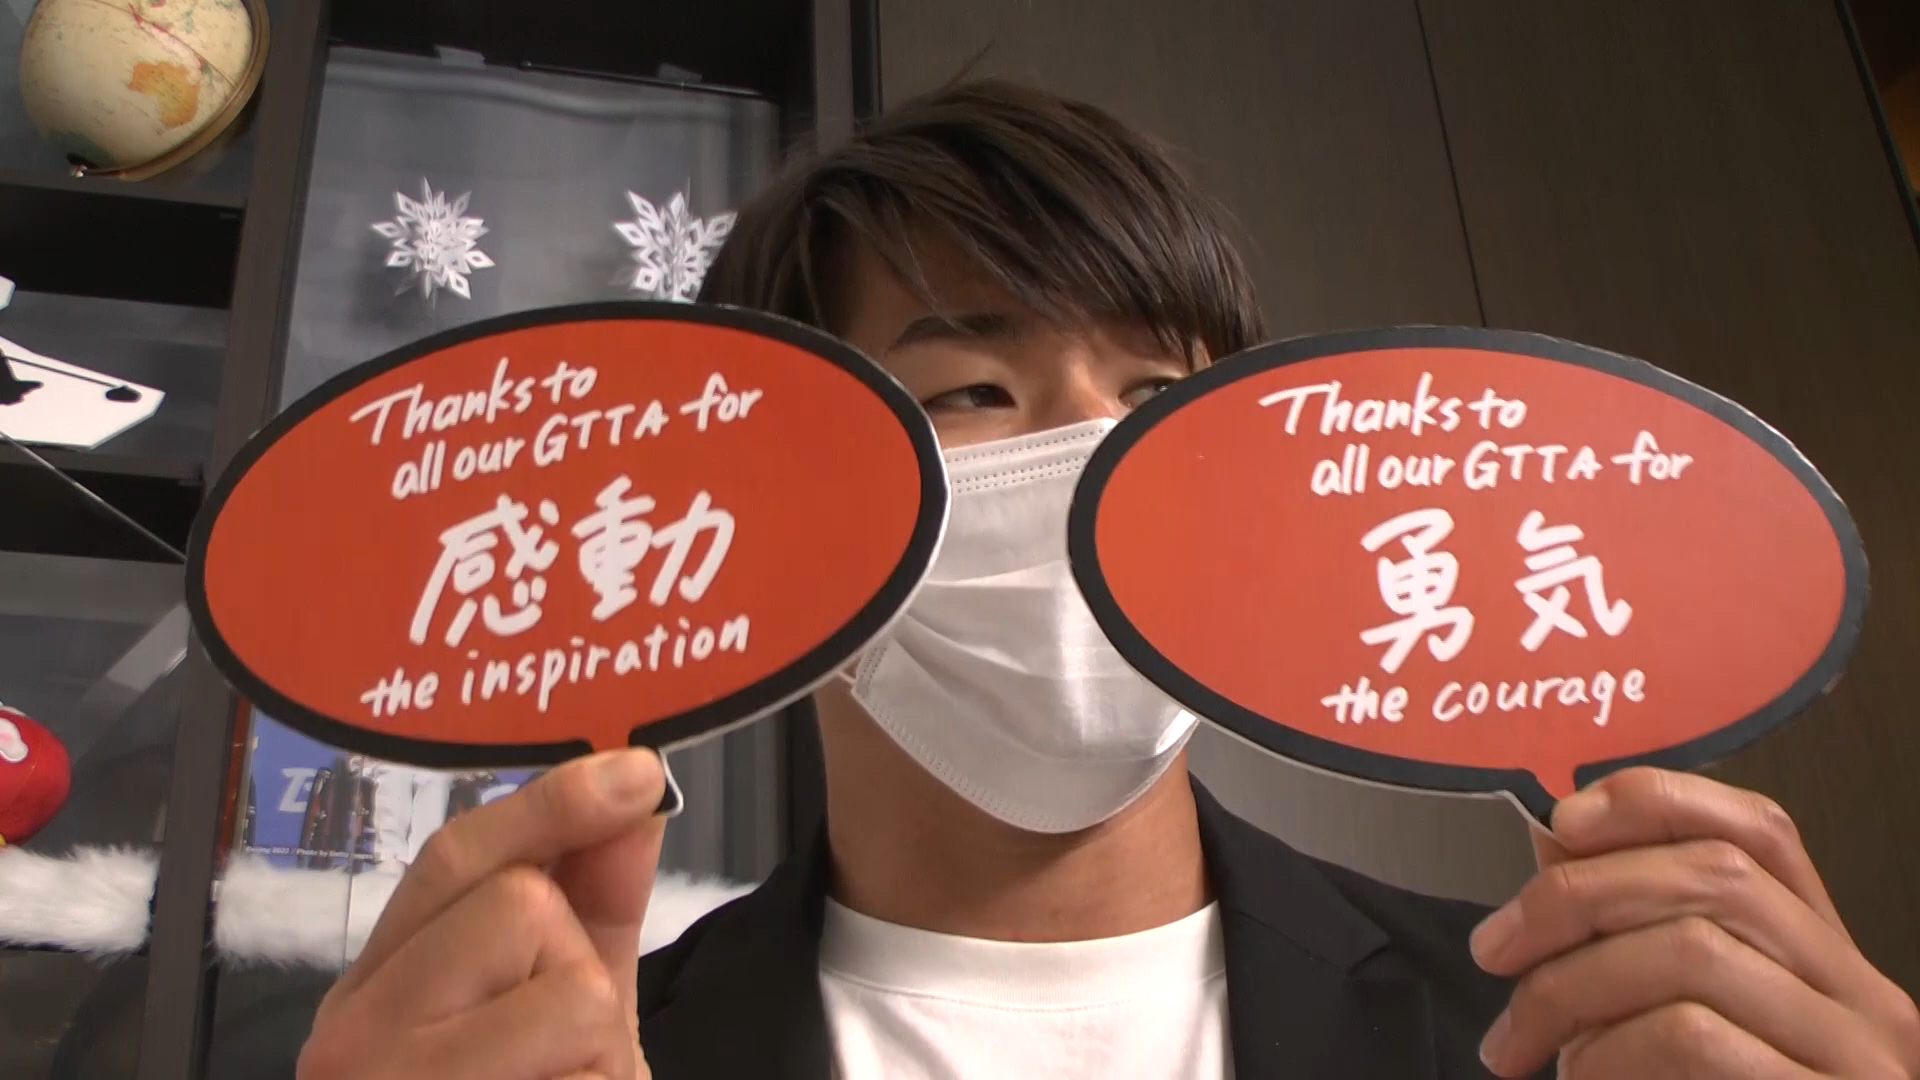 Thanks to
all our GTTA for
感動
the inspiration
Thanks to
all our GTTA for
勇気
the courage